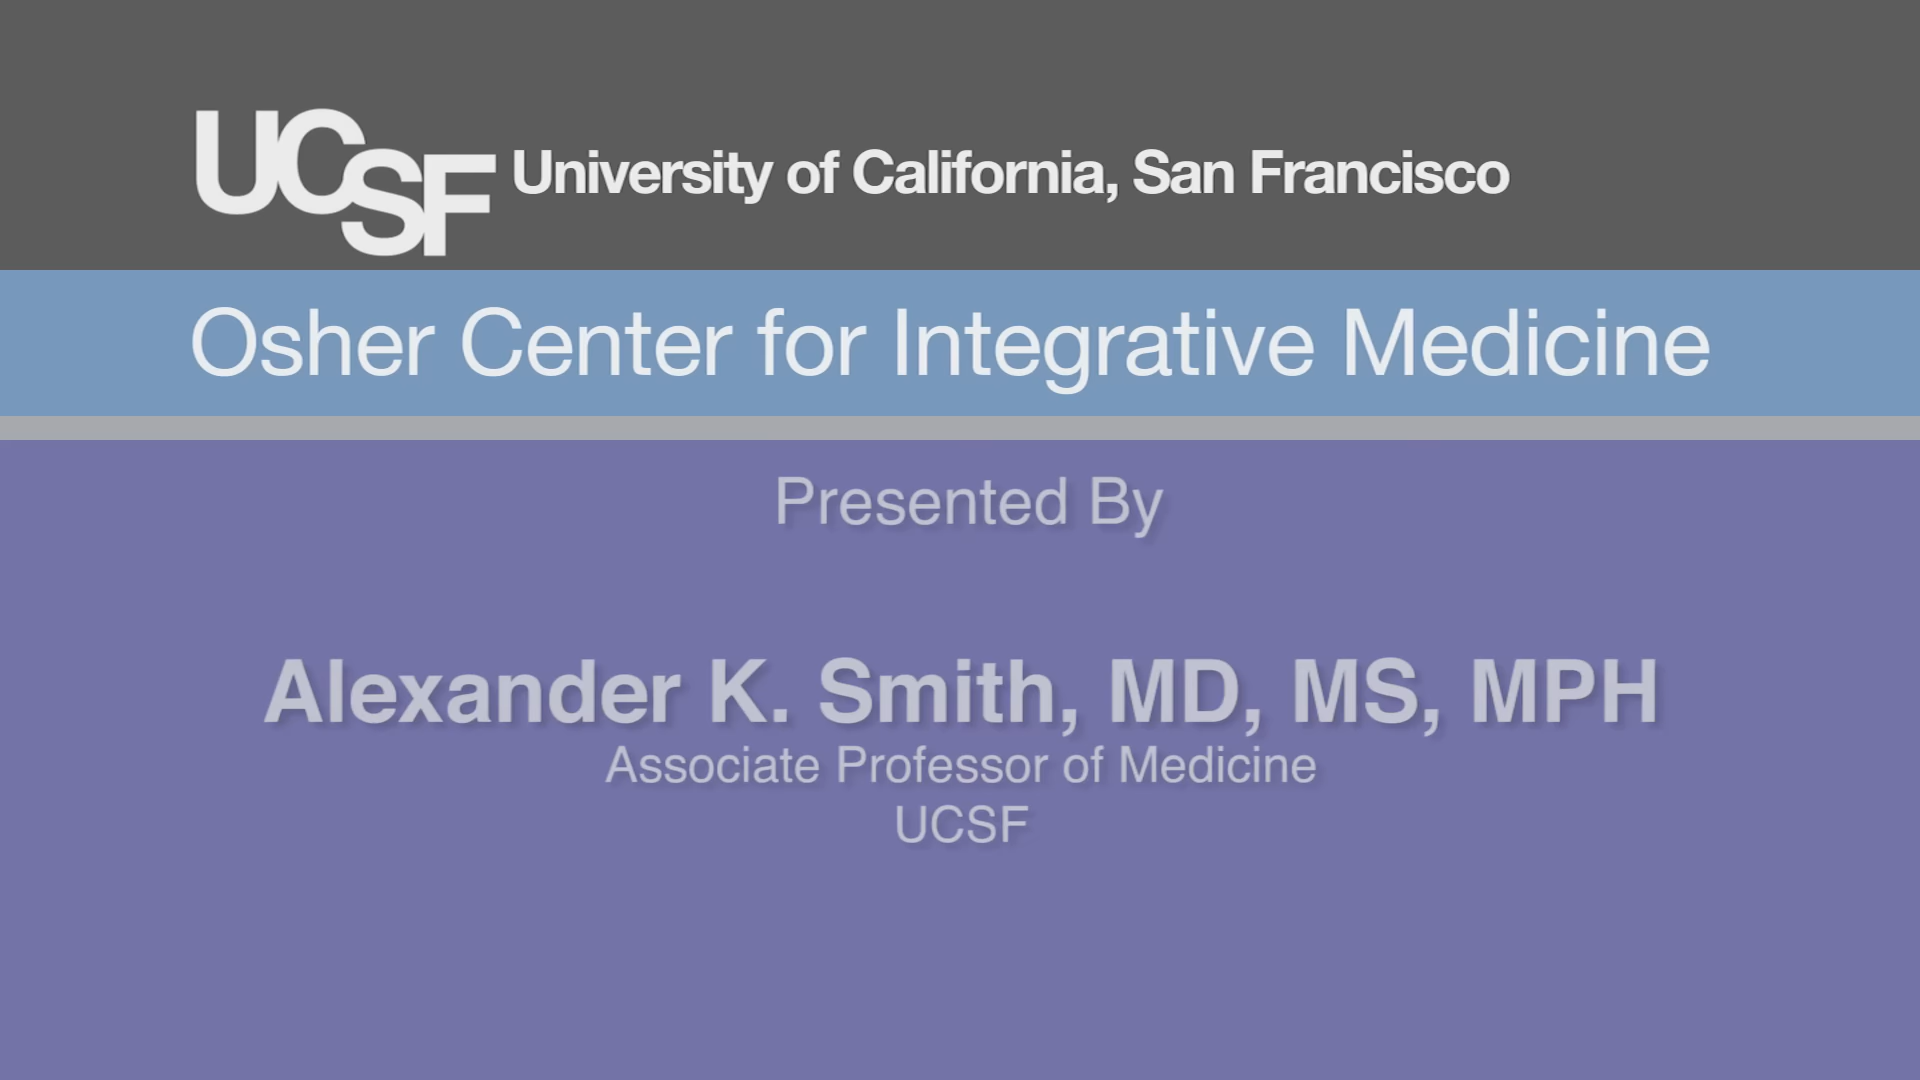 UCSF University of California, San Francisco
Osher Center for Integrative Medicine
Presented By
Alexander K. Smith, MD, MS, MPH
Associate Professor of Medicine
UCSF